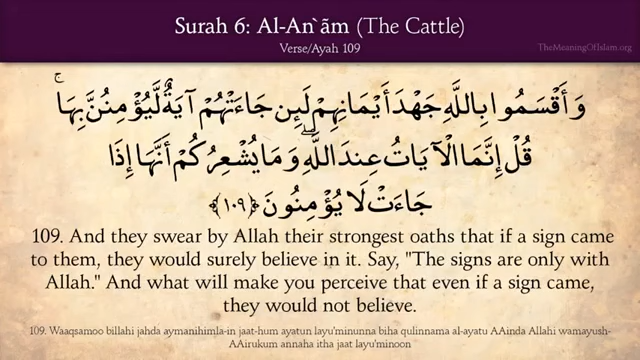 Surah 6: Al-An`ãm (The Cattle)
Verse/Ayah 109
TheMeaningOfIslam.org
وَأَقْسَمُوا بِاللَّهِ جَهْدَ أَيْمَانِهِمْ لَئِن جَاءَتْهُمْ آيَةٌ لَّيُؤْمِنُنَّ بِهَا ۚ
قُلْ إِنَّمَا الْآيَاتُ عِندَ اللَّهِ ۖ وَمَا يُشْعِرُكُمْ أَنَّهَا إِذَا
جَاءَتْ لَا يُؤْمِنُونَ ﴿١٠٩﴾
109. And they swear by Allah their strongest oaths that if a sign came
to them, they would surely believe in it. Say, "The signs are only with
Allah." And what will make you perceive that even if a sign came,
they would not believe.
109. Waaqsamoo billahi jahda aymanihimla-in jaat-hum ayatun layu'minunna biha qulinnama al-ayatu AAinda Allahi wamayush-
AAirukum annaha itha jaat layu'minoon